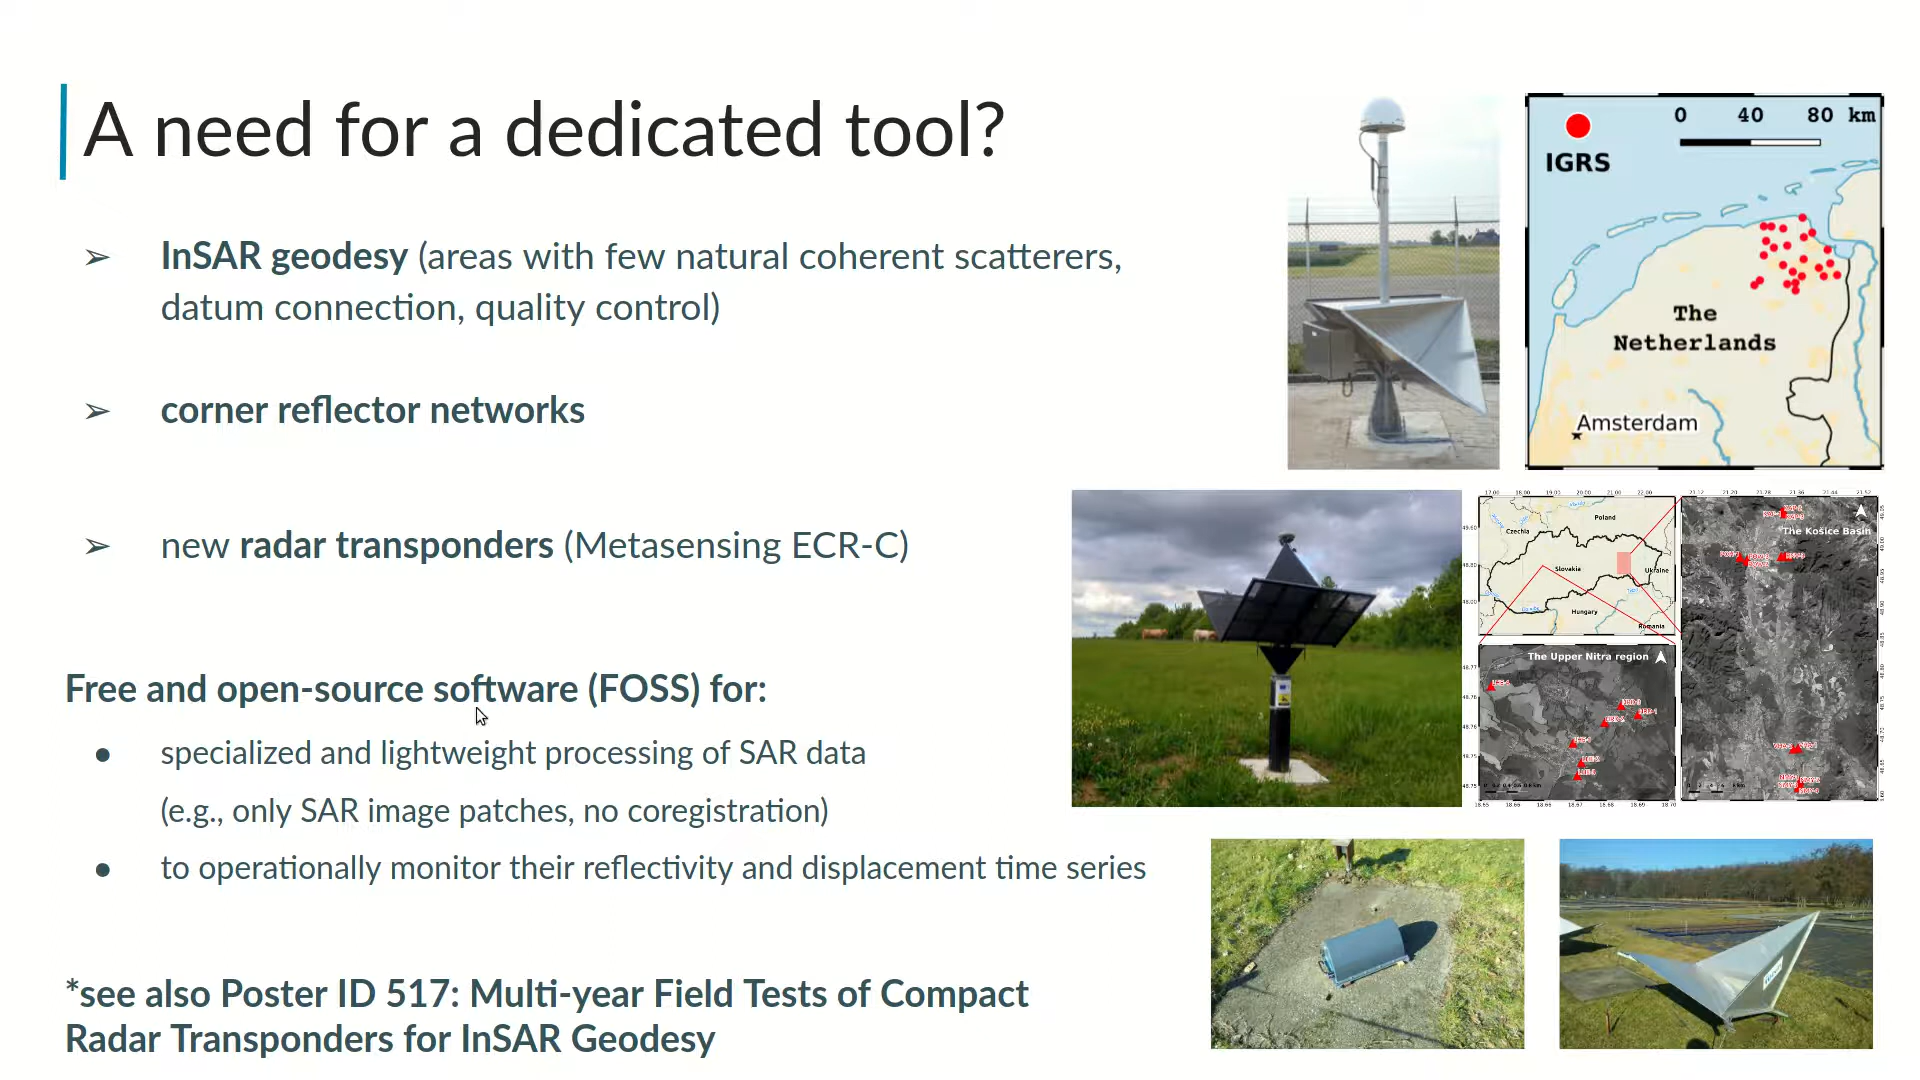 A need for a dedicated tool?
➢ InSAR geodesy (areas with few natural coherent scatterers,
datum connection, quality control)
➢ corner reflector networks
➢ new radar transponders (Metasensing ECR-C)
Free and open-source software (FOSS) for:
● specialized and lightweight processing of SAR data
(e.g., only SAR image patches, no coregistration)
● to operationally monitor their reflectivity and displacement time series
*see also Poster ID 517: Multi-year Field Tests of Compact
Radar Transponders for InSAR Geodesy
0 40 80 km
IGRS
The
Netherlands
Amsterdam
Poland
Czechia
Slovakia
Ukraine
Hungary
Romania
The Košice Basin
The Upper Nitra region